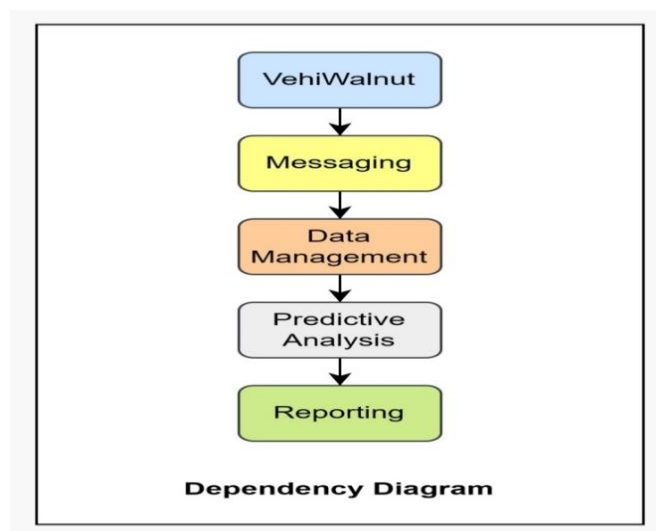 VehiWalnut
Messaging
Data
Management
Predictive
Analysis
Reporting
Dependency Diagram